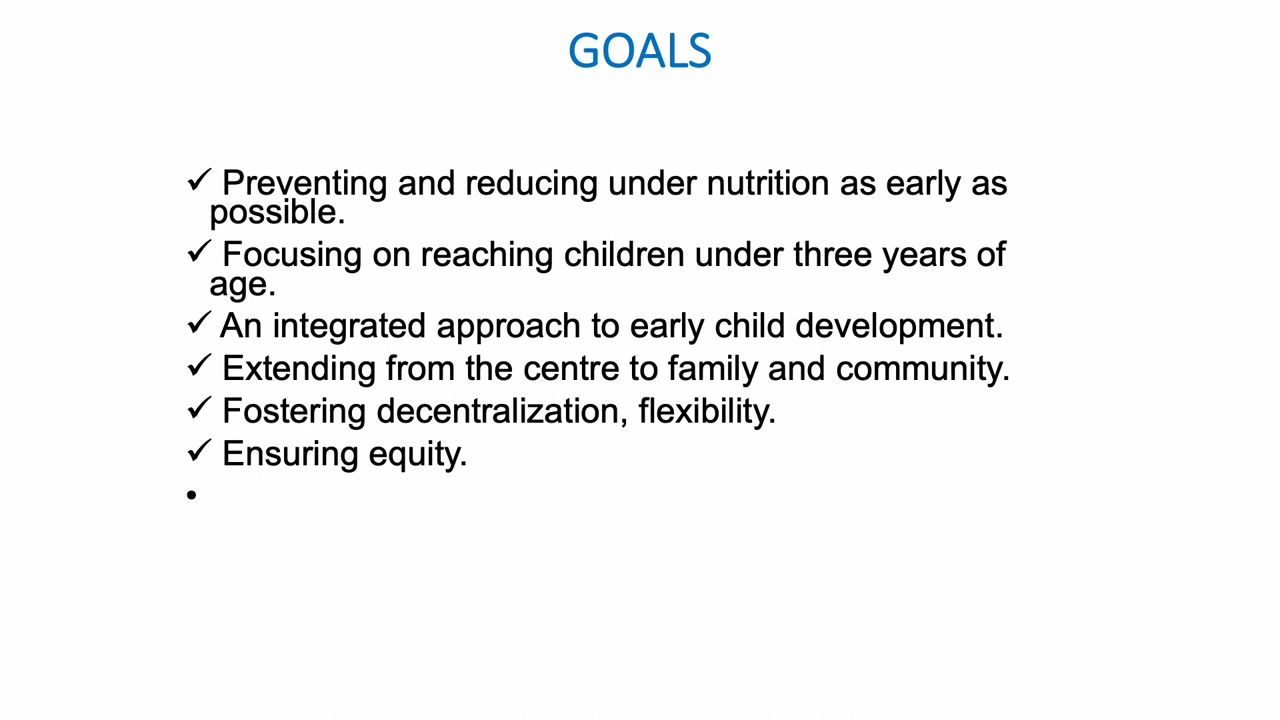 GOALS
✓ Preventing and reducing under nutrition as early as
possible.
✓ Focusing on reaching children under three years of
age.
✓ An integrated approach to early child development.
✓ Extending from the centre to family and community.
✓ Fostering decentralization, flexibility.
✓ Ensuring equity.
•